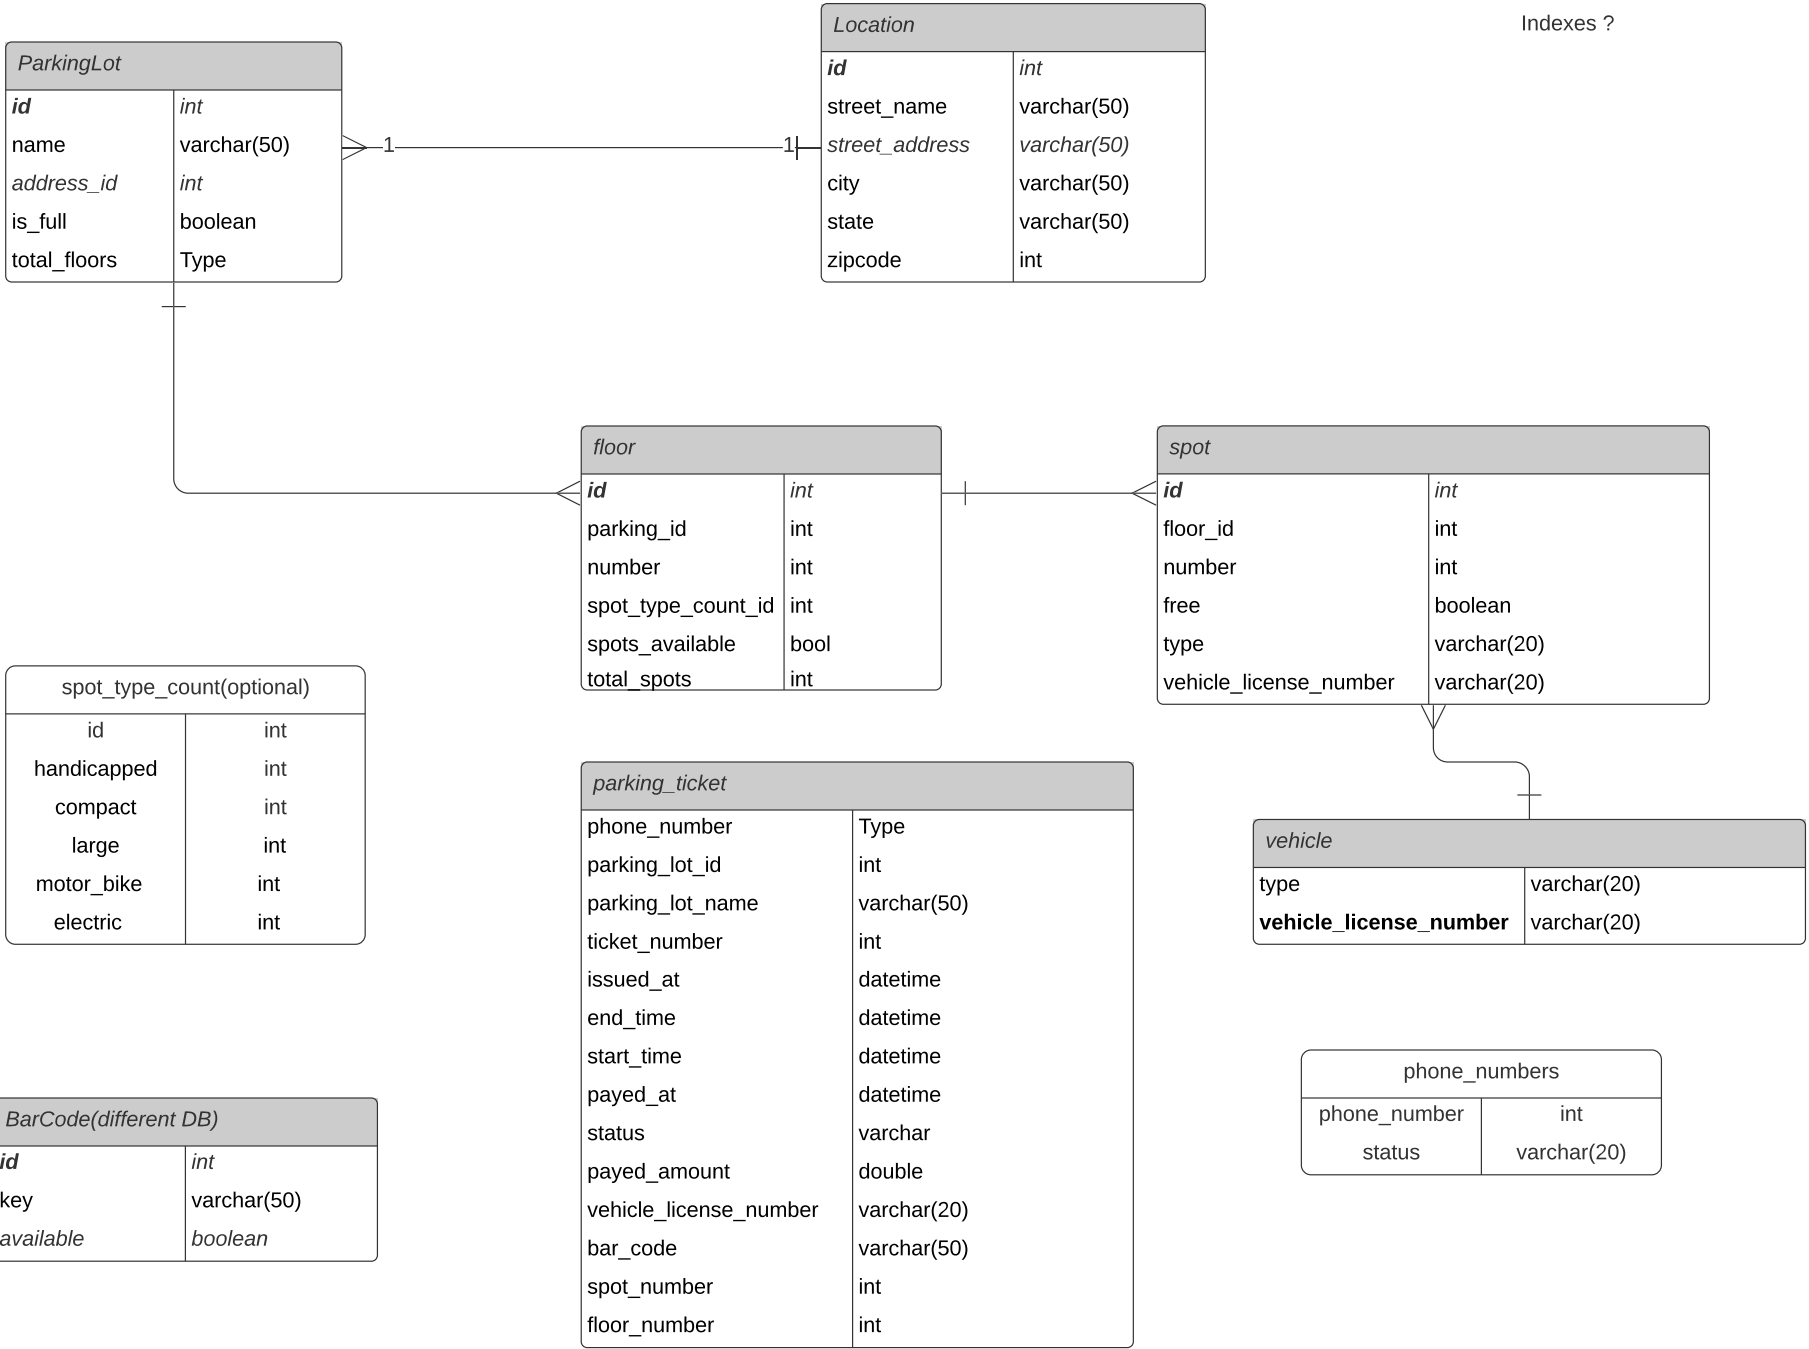 Indexes ?
ParkingLot
id int
name varchar(50)
address_id int
is_full boolean
total_floors Type
1 1
Location
id int
street_name varchar(50)
street_address varchar(50)
city varchar(50)
state varchar(50)
zipcode int
floor
id int
parking_id int
number int
spot_type_count_id int
spots_available bool
total_spots int
spot
id int
floor_id int
number int
free boolean
type varchar(20)
vehicle_license_number varchar(20)
spot_type_count(optional)
id int
handicapped int
compact int
large int
motor_bike int
electric int
parking_ticket
phone_number Type
parking_lot_id int
parking_lot_name varchar(50)
ticket_number int
issued_at datetime
end_time datetime
start_time datetime
payed_at datetime
status varchar
payed_amount double
vehicle_license_number varchar(20)
bar_code varchar(50)
spot_number int
floor_number int
vehicle
type varchar(20)
vehicle_license_number varchar(20)
BarCode(different DB)
id int
key varchar(50)
available boolean
phone_numbers
phone_number int
status varchar(20)